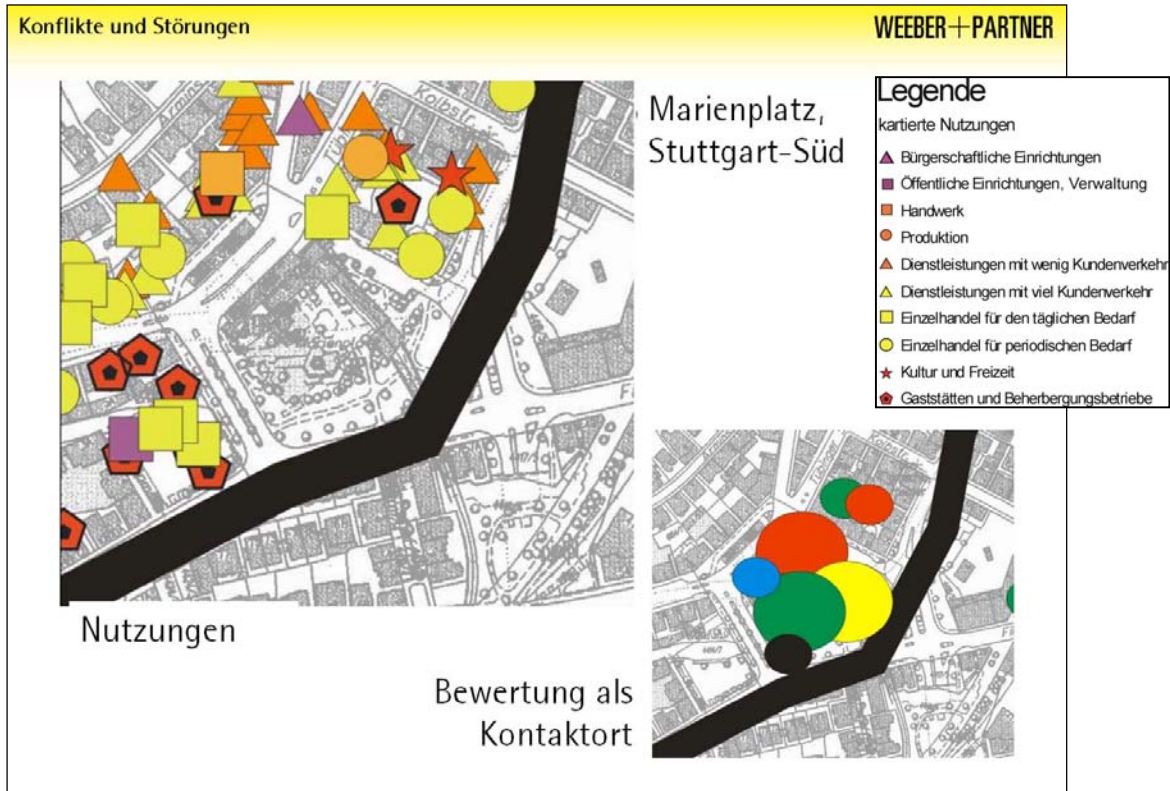 Konflikte und Störungen
WEEBER+PARTNER
Marienplatz,
Stuttgart-Süd
Legende
kartierte Nutzungen
Bürgerschaftliche Einrichtungen
Öffentliche Einrichtungen, Verwaltung
Handwerk
Produktion
Dienstleistungen mit wenig Kundenverkehr
Dienstleistungen mit viel Kundenverkehr
Einzelhandel für den täglichen Bedarf
Einzelhandel für periodischen Bedarf
Kultur und Freizeit
Gaststätten und Beherbergungsbetriebe
Kolbstr
Nutzungen
Bewertung als
Kontaktort